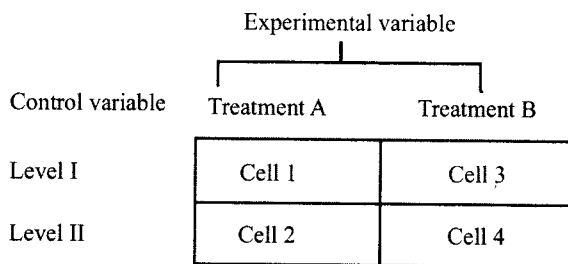 Experimental variable
Control variable Treatment A Treatment B
Level I Cell 1 Cell 3
Level II Cell 2 Cell 4